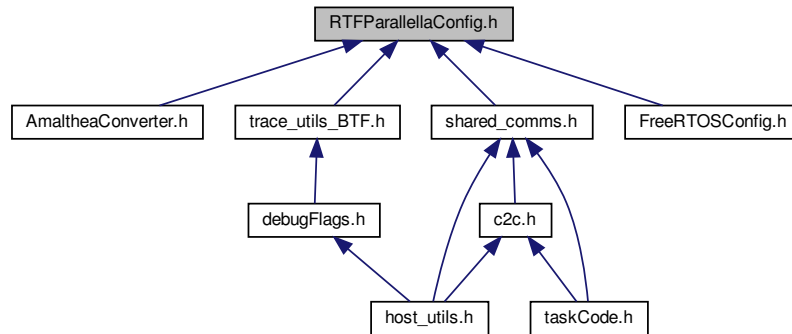 RTFParallellaConfig.h
AmaltheaConverter.h
trace_utils_BTF.h
shared_comms.h
FreeRTOSConfig.h
debugFlags.h
c2c.h
host_utils.h
taskCode.h